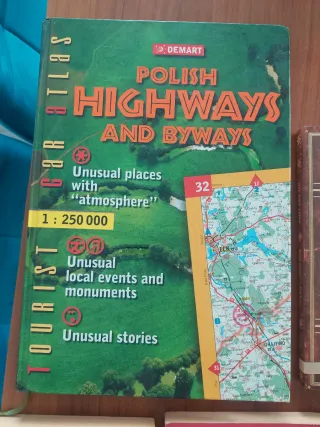 DEMART
POLISH
HIGHWAYS
AND BYWAYS
TOURIST Car atlas
Unusual places
with
"atmosphere"
1 : 250 000
Unusual
local events and
monuments
Unusual stories
32
31